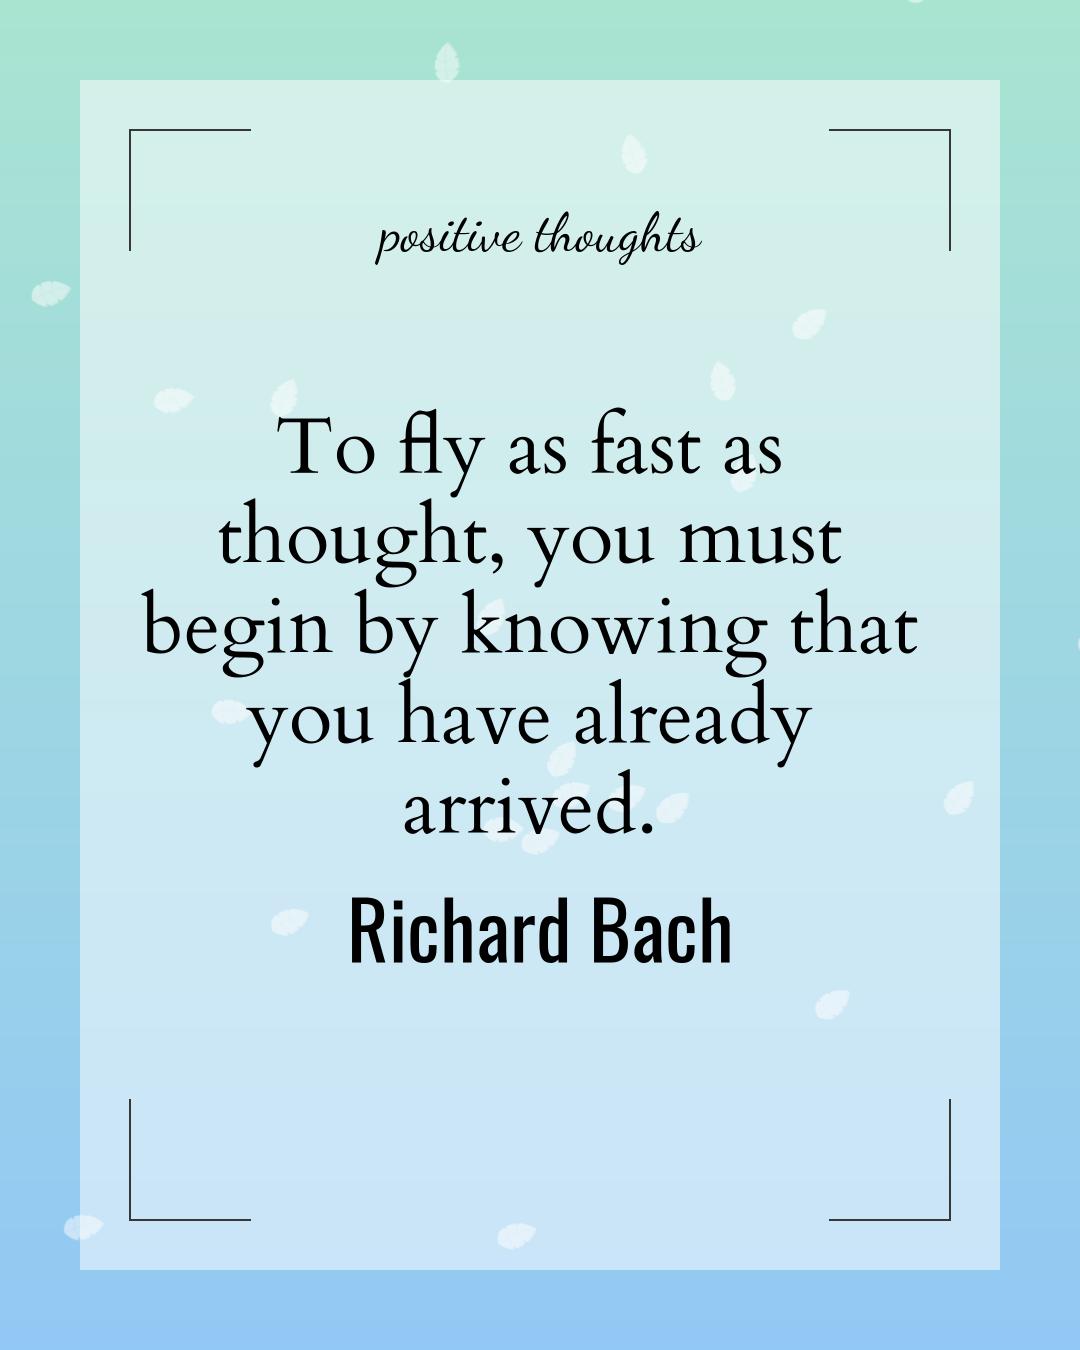 positive thoughts
To fly as fast as
thought, you must
begin by knowing that
you have already
arrived.
Richard Bach